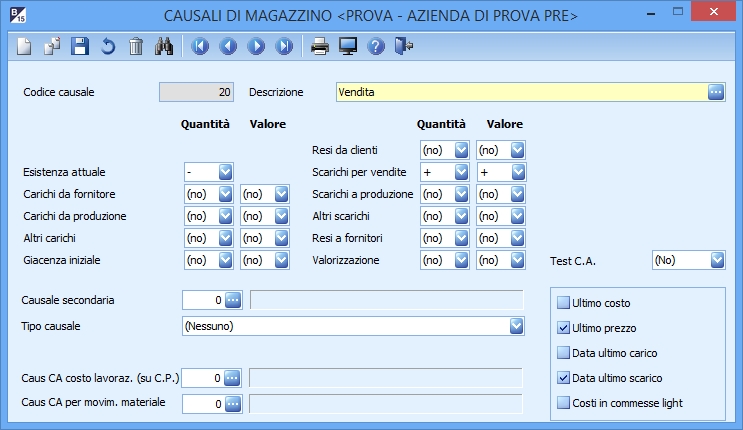 B 15 CAUSALI DI MAGAZZINO <PROVA - AZIENDA DI PROVA PRE>
Codice causale 20 Descrizione Vendita
Quantità Valore Quantità Valore
Resi da clienti (no) (no)
Esistenza attuale - Scarichi per vendite + +
Carichi da fornitore (no) (no) Scarichi a produzione (no) (no)
Carichi da produzione (no) (no) Altri scarichi (no) (no)
Altri carichi (no) (no) Resi a fornitori (no) (no)
Giacenza iniziale (no) (no) Valorizzazione (no) (no) Test C.A. (No)
Causale secondaria 0
Tipo causale (Nessuno)
Caus CA costo lavoraz. (su C.P.) 0
Caus CA per movim. materiale 0
Ultimo costo
Ultimo prezzo
Data ultimo carico
Data ultimo scarico
Costi in commesse light